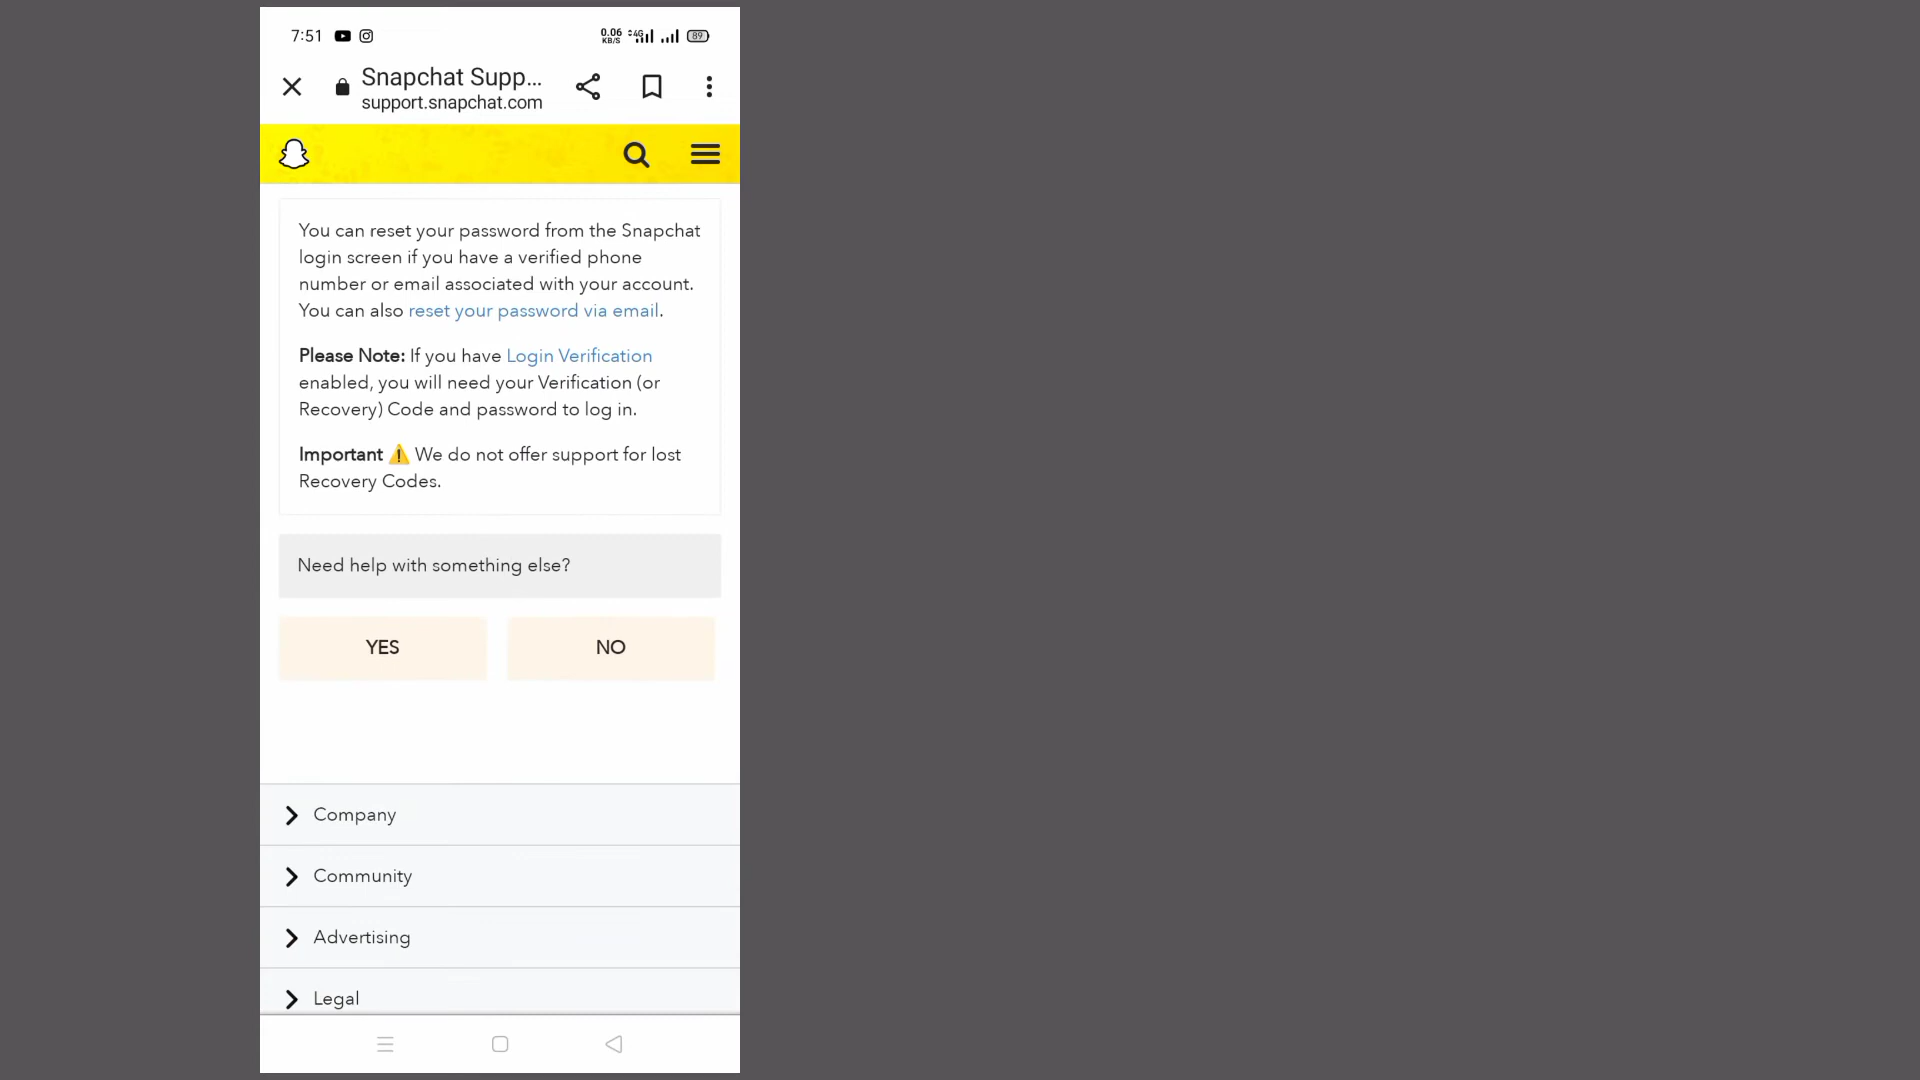 7:51
0.06 KB/S 4G 89
Snapchat Supp...
support.snapchat.com
You can reset your password from the Snapchat
login screen if you have a verified phone
number or email associated with your account.
You can also reset your password via email.
Please Note: If you have Login Verification
enabled, you will need your Verification (or
Recovery) Code and password to log in.
Important ⚠️ We do not offer support for lost
Recovery Codes.
Need help with something else?
YES NO
Company
Community
Advertising
Legal